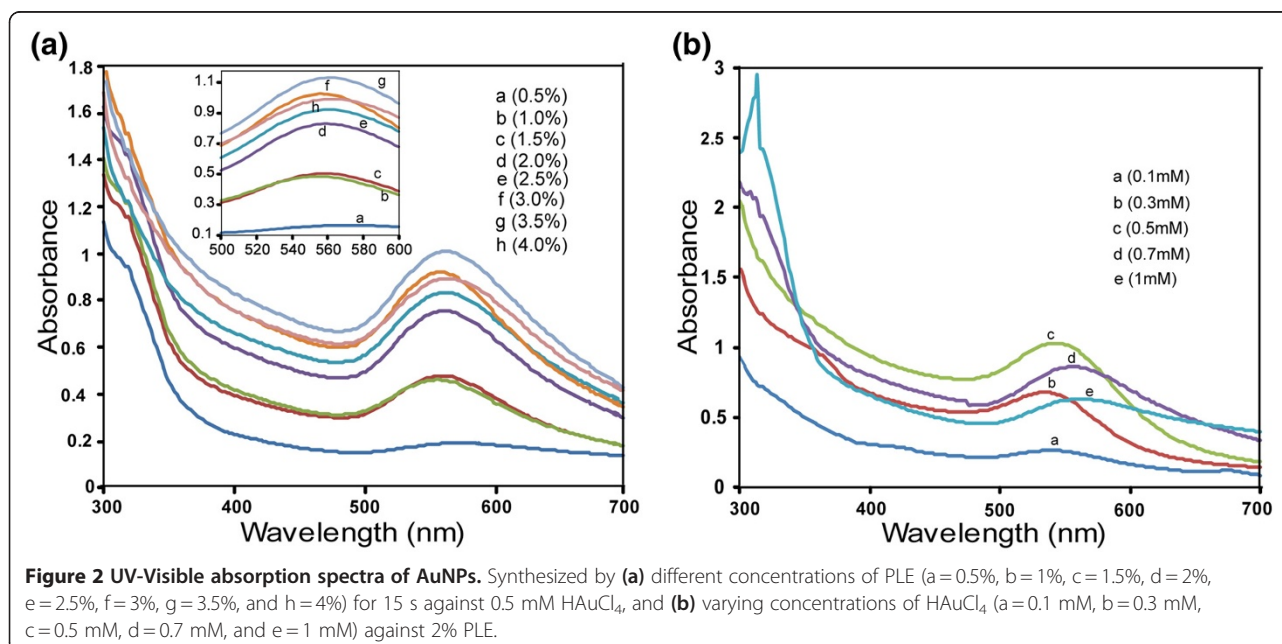 (a)
1.8
1.6
1.4
1.2
1
0.8
0.6
0.4
0.2
0
Absorbance
300
400
500
600
700
Wavelength (nm)
1.1
0.9
0.7
0.5
0.3
0.1
500
520
540
560
580
600
g
f
h
e
d
c
b
a
a (0.5%)
b (1.0%)
c (1.5%)
d (2.0%)
e (2.5%)
f (3.0%)
g (3.5%)
h (4.0%)
(b)
3
2.5
2
1.5
1
0.5
0
Absorbance
300
400
500
600
700
Wavelength (nm)
a (0.1mM)
b (0.3mM)
c (0.5mM)
d (0.7mM)
e (1mM)
c
d
b
e
a
Figure 2 UV-Visible absorption spectra of AuNPs. Synthesized by (a) different concentrations of PLE (a = 0.5%, b = 1%, c = 1.5%, d = 2%,
e = 2.5%, f = 3%, g = 3.5%, and h = 4%) for 15 s against 0.5 mM HAuCl₄, and (b) varying concentrations of HAuCl₄ (a = 0.1 mM, b = 0.3 mM,
c = 0.5 mM, d = 0.7 mM, and e = 1 mM) against 2% PLE.